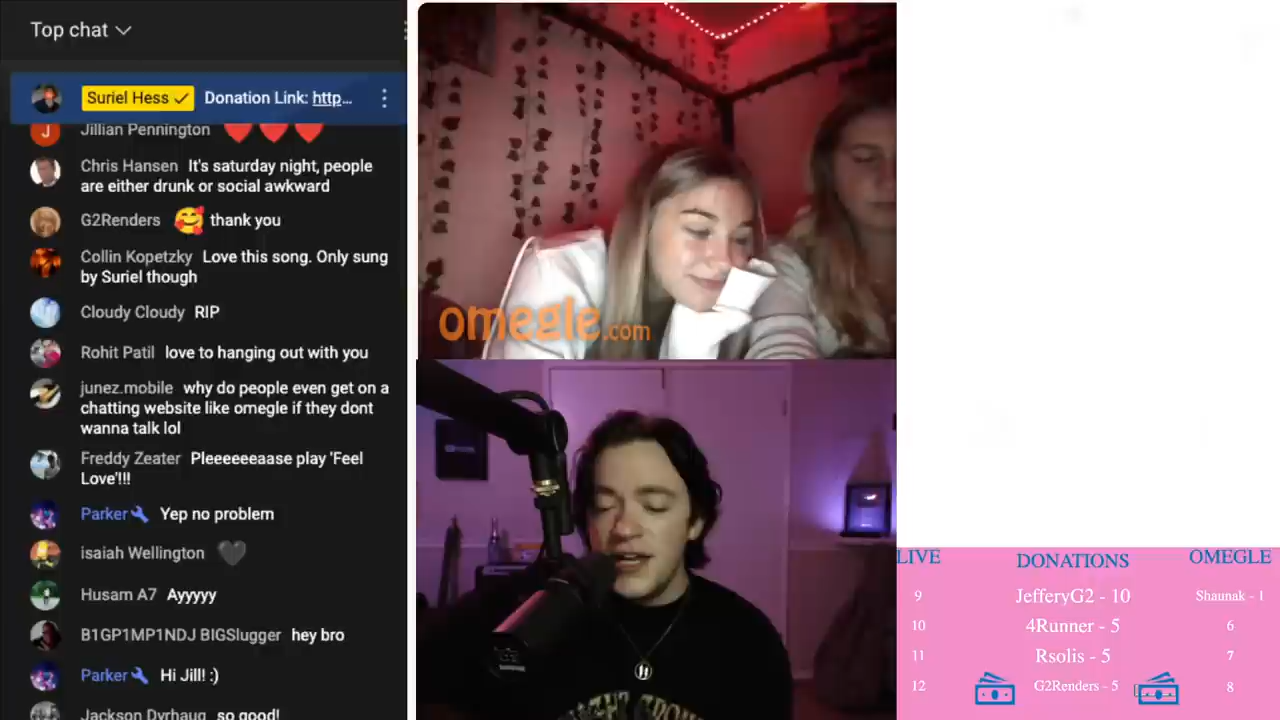 Top chat
Suriel Hess Donation Link: http...
Jillian Pennington
Chris Hansen It's saturday night, people
are either drunk or social awkward
G2Renders thank you
Collin Kopetzky Love this song. Only sung
by Suriel though
Cloudy Cloudy RIP
Rohit Patil love to hanging out with you
junez.mobile why do people even get on a
chatting website like omegle if they dont
wanna talk lol
Freddy Zeater Pleeeeeeaase play 'Feel
Love'!!!
Parker Yep no problem
isaiah Wellington
Husam A7 Ayyyyy
B1GP1MP1NDJ BIGSlugger hey bro
Parker Hi Jill! :)
Jackson Dyrhaug so good!
omegle.com
LIVE DONATIONS OMEGLE
9 JefferyG2 - 10 Shaunak - 1
10 4Runner - 5 6
11 Rsolis - 5 7
12 G2Renders - 5 8